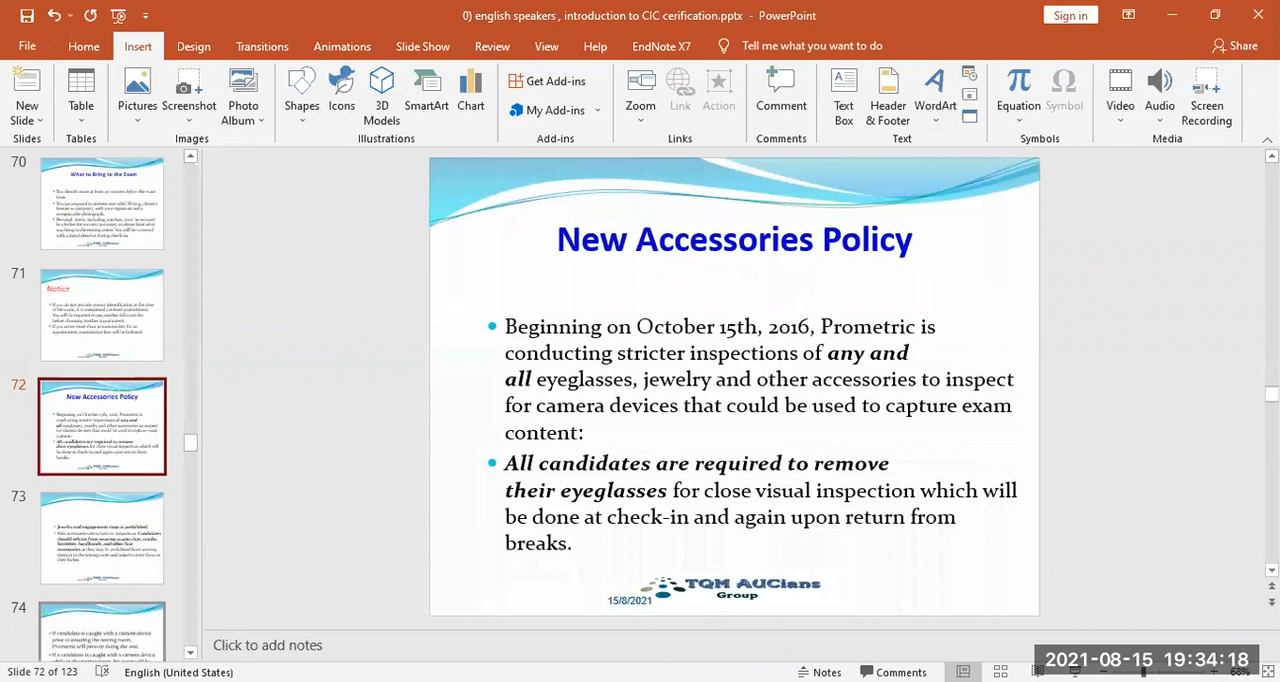 0) english speakers , introduction to CIC cerification.pptx - PowerPoint
Sign in
File Home Insert Design Transitions Animations Slide Show Review View Help EndNote X7 Tell me what you want to do Share
New Slide
Table
Pictures
Screenshot
Photo Album
Shapes
Icons
3D Models
SmartArt
Chart
Get Add-ins
My Add-ins
Zoom
Link
Action
Comment
Text Box
Header & Footer
WordArt
Equation
Symbol
Video
Audio
Screen Recording
Slides Tables Images Illustrations Add-ins Links Comments Text Symbols Media
70
What to Bring to the Exam
71
Notice
72
New Accessories Policy
73
74
New Accessories Policy
• Beginning on October 15th, 2016, Prometric is
conducting stricter inspections of any and
all eyeglasses, jewelry and other accessories to inspect
for camera devices that could be used to capture exam
content:
• All candidates are required to remove
their eyeglasses for close visual inspection which will
be done at check-in and again upon return from
breaks.
TQM AUCians
Group
15/8/2021
Click to add notes
Slide 72 of 123
English (United States)
Notes
Comments
2021-08-15 19:34:18
68%